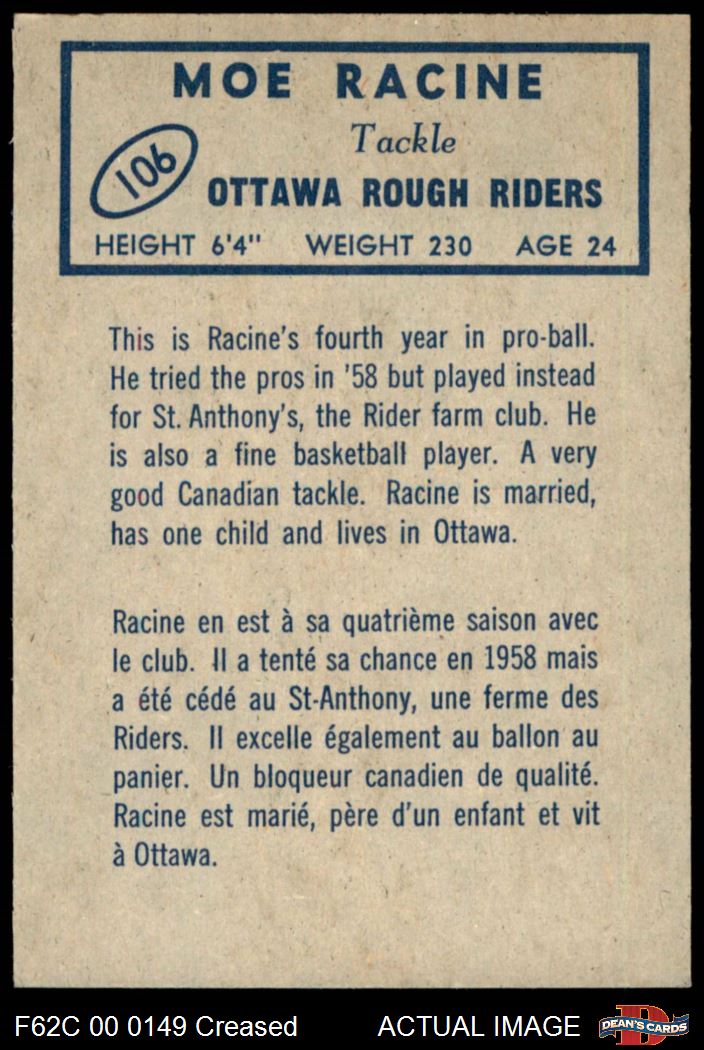 MOE RACINE
Tackle
106
OTTAWA ROUGH RIDERS
HEIGHT 6'4" WEIGHT 230 AGE 24
This is Racine's fourth year in pro-ball.
He tried the pros in '58 but played instead
for St. Anthony's, the Rider farm club. He
is also a fine basketball player. A very
good Canadian tackle. Racine is married,
has one child and lives in Ottawa.
Racine en est à sa quatrième saison avec
le club. Il a tenté sa chance en 1958 mais
a été cédé au St-Anthony, une ferme des
Riders. Il excelle également au ballon au
panier. Un bloqueur canadien de qualité.
Racine est marié, père d'un enfant et vit
à Ottawa.
F62C 00 0149 Creased ACTUAL IMAGE
D
DEAN'S CARDS